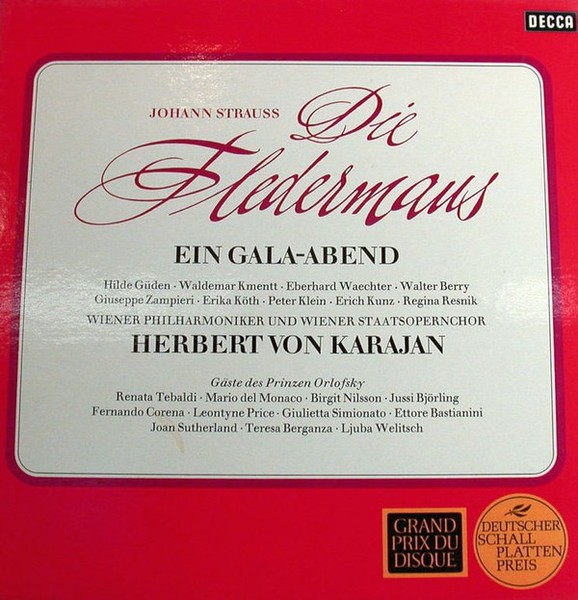 DECCA
JOHANN STRAUSS Die
Fledermaus
EIN GALA-ABEND
Hilde Güden · Waldemar Kmentt · Eberhard Waechter · Walter Berry
Giuseppe Zampieri · Erika Köth · Peter Klein · Erich Kunz · Regina Resnik
WIENER PHILHARMONIKER UND WIENER STAATSOPERNCHOR
HERBERT VON KARAJAN
Gäste des Prinzen Orlofsky
Renata Tebaldi · Mario del Monaco · Birgit Nilsson · Jussi Björling
Fernando Corena · Leontyne Price · Giulietta Simionato · Ettore Bastianini
Joan Sutherland · Teresa Berganza · Ljuba Welitsch
GRAND
PRIX DU
DISQUE
DEUTSCHER
SCHALL
PLATTEN
PREIS